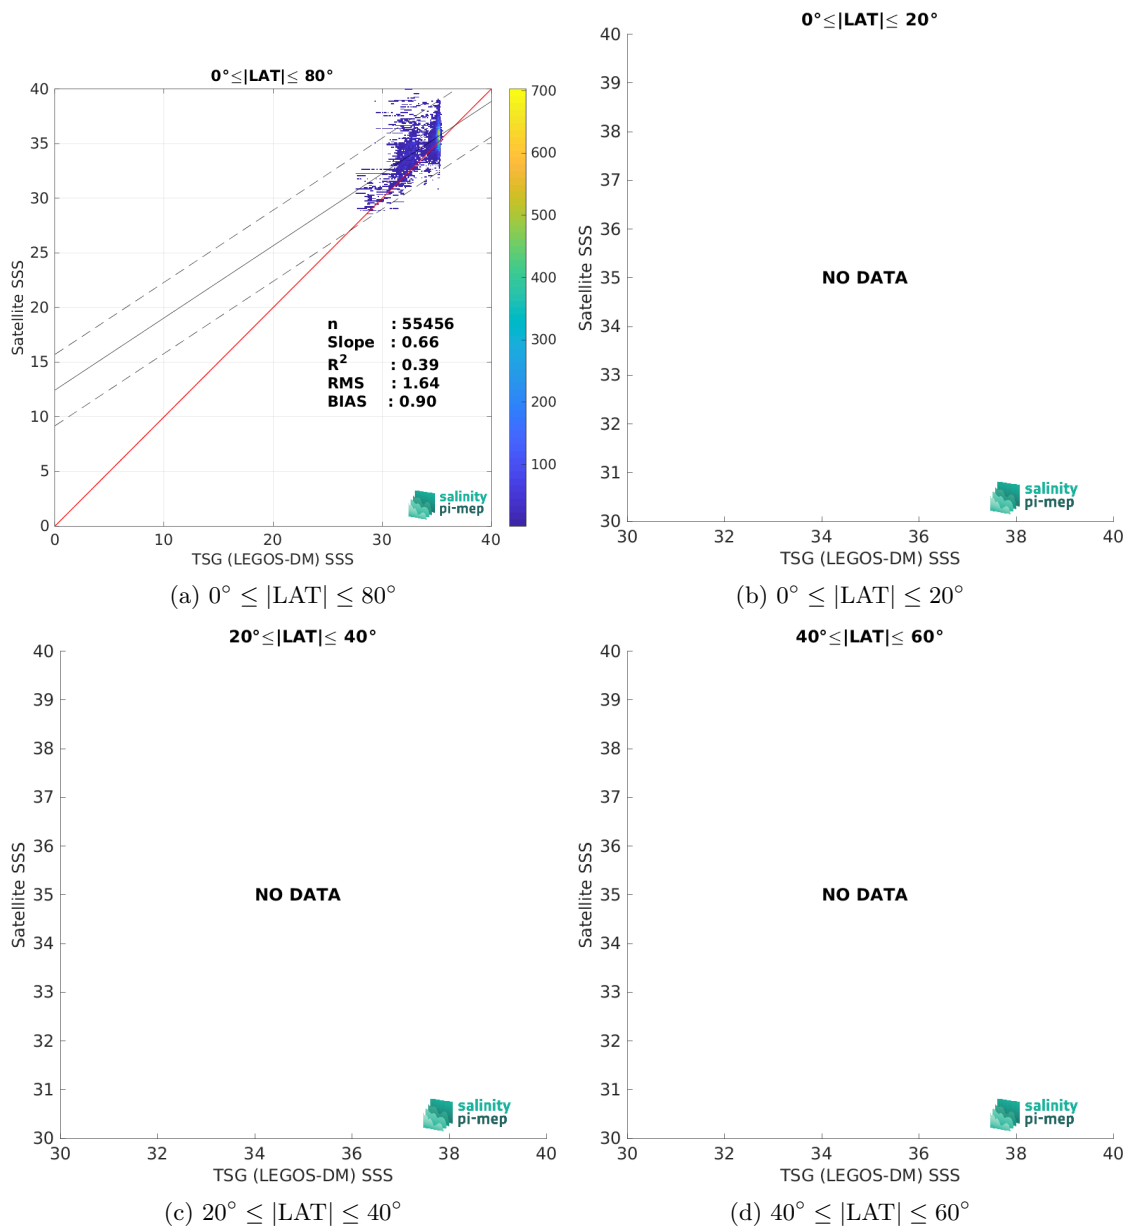 0°≤|LAT|≤ 80°
Satellite SSS
40
35
30
25
20
15
10
5
0
0 10 20 30 40
TSG (LEGOS-DM) SSS
n : 55456
Slope : 0.66
R² : 0.39
RMS : 1.64
BIAS : 0.90
salinity
pi-mep
700
600
500
400
300
200
100
(a) 0° ≤ |LAT| ≤ 80°
0°≤|LAT|≤ 20°
Satellite SSS
40
39
38
37
36
35
34
33
32
31
30
NO DATA
salinity
pi-mep
30 32 34 36 38 40
TSG (LEGOS-DM) SSS
(b) 0° ≤ |LAT| ≤ 20°
20°≤|LAT|≤ 40°
Satellite SSS
40
39
38
37
36
35
34
33
32
31
30
NO DATA
salinity
pi-mep
30 32 34 36 38 40
TSG (LEGOS-DM) SSS
(c) 20° ≤ |LAT| ≤ 40°
40°≤|LAT|≤ 60°
Satellite SSS
40
39
38
37
36
35
34
33
32
31
30
NO DATA
salinity
pi-mep
30 32 34 36 38 40
TSG (LEGOS-DM) SSS
(d) 40° ≤ |LAT| ≤ 60°